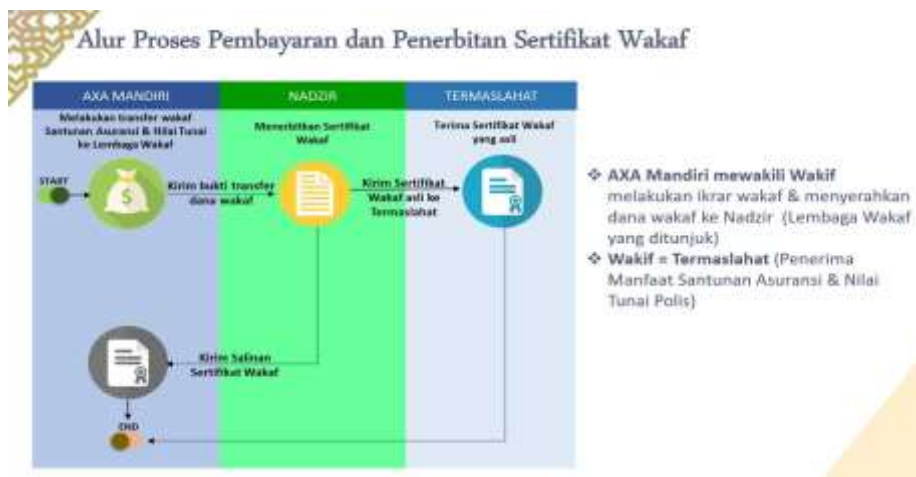 Alur Proses Pembayaran dan Penerbitan Sertifikat Wakaf
AXA MANDIRI
NADZIR
TERMASLAHAT
Melakukan transfer wakaf
Santunan Asuransi & Nilai Tunai
ke Lembaga Wakaf
Menerbitkan Sertifikat
Wakaf
Terima Sertifikat Wakaf
yang asli
START
$
Kirim bukti transfer
dana wakaf
Kirim Sertifikat
Wakaf asli ke
Termaslahat
Kirim Salinan
Sertifikat Wakaf
END
❖ AXA Mandiri mewakili Wakif
melakukan ikrar wakaf & menyerahkan
dana wakaf ke Nadzir (Lembaga Wakaf
yang ditunjuk)
❖ Wakif = Termaslahat (Penerima
Manfaat Santunan Asuransi & Nilai
Tunai Polis)